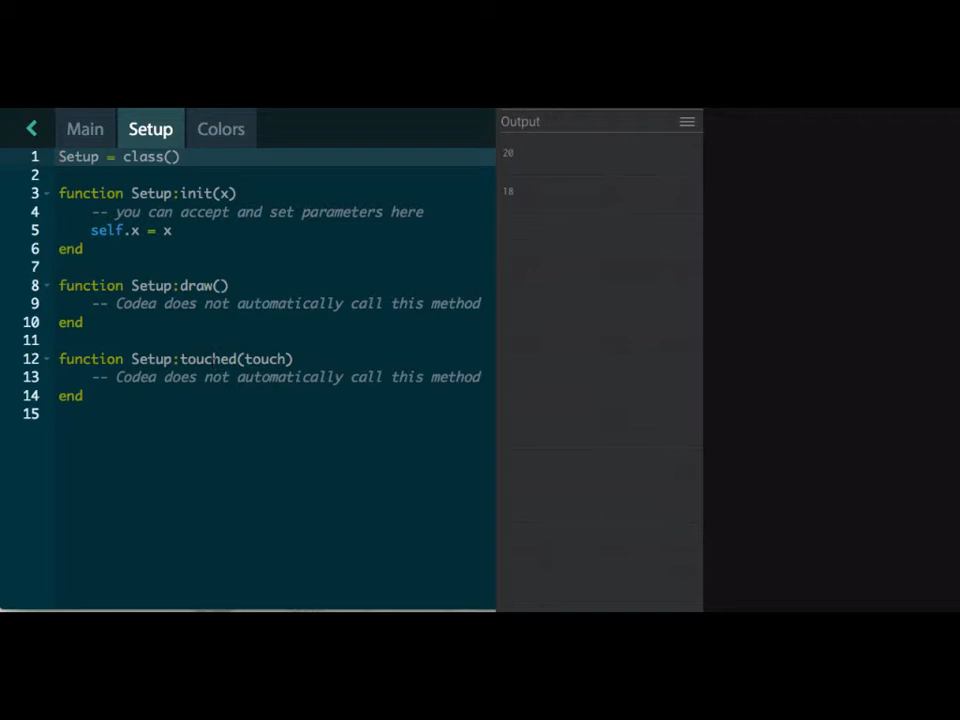 Main Setup Colors
1 Setup = class()
2
3 function Setup:init(x)
4 -- you can accept and set parameters here
5 self.x = x
6 end
7
8 function Setup:draw()
9 -- Codea does not automatically call this method
10 end
11
12 function Setup:touched(touch)
13 -- Codea does not automatically call this method
14 end
15
Output
20
18